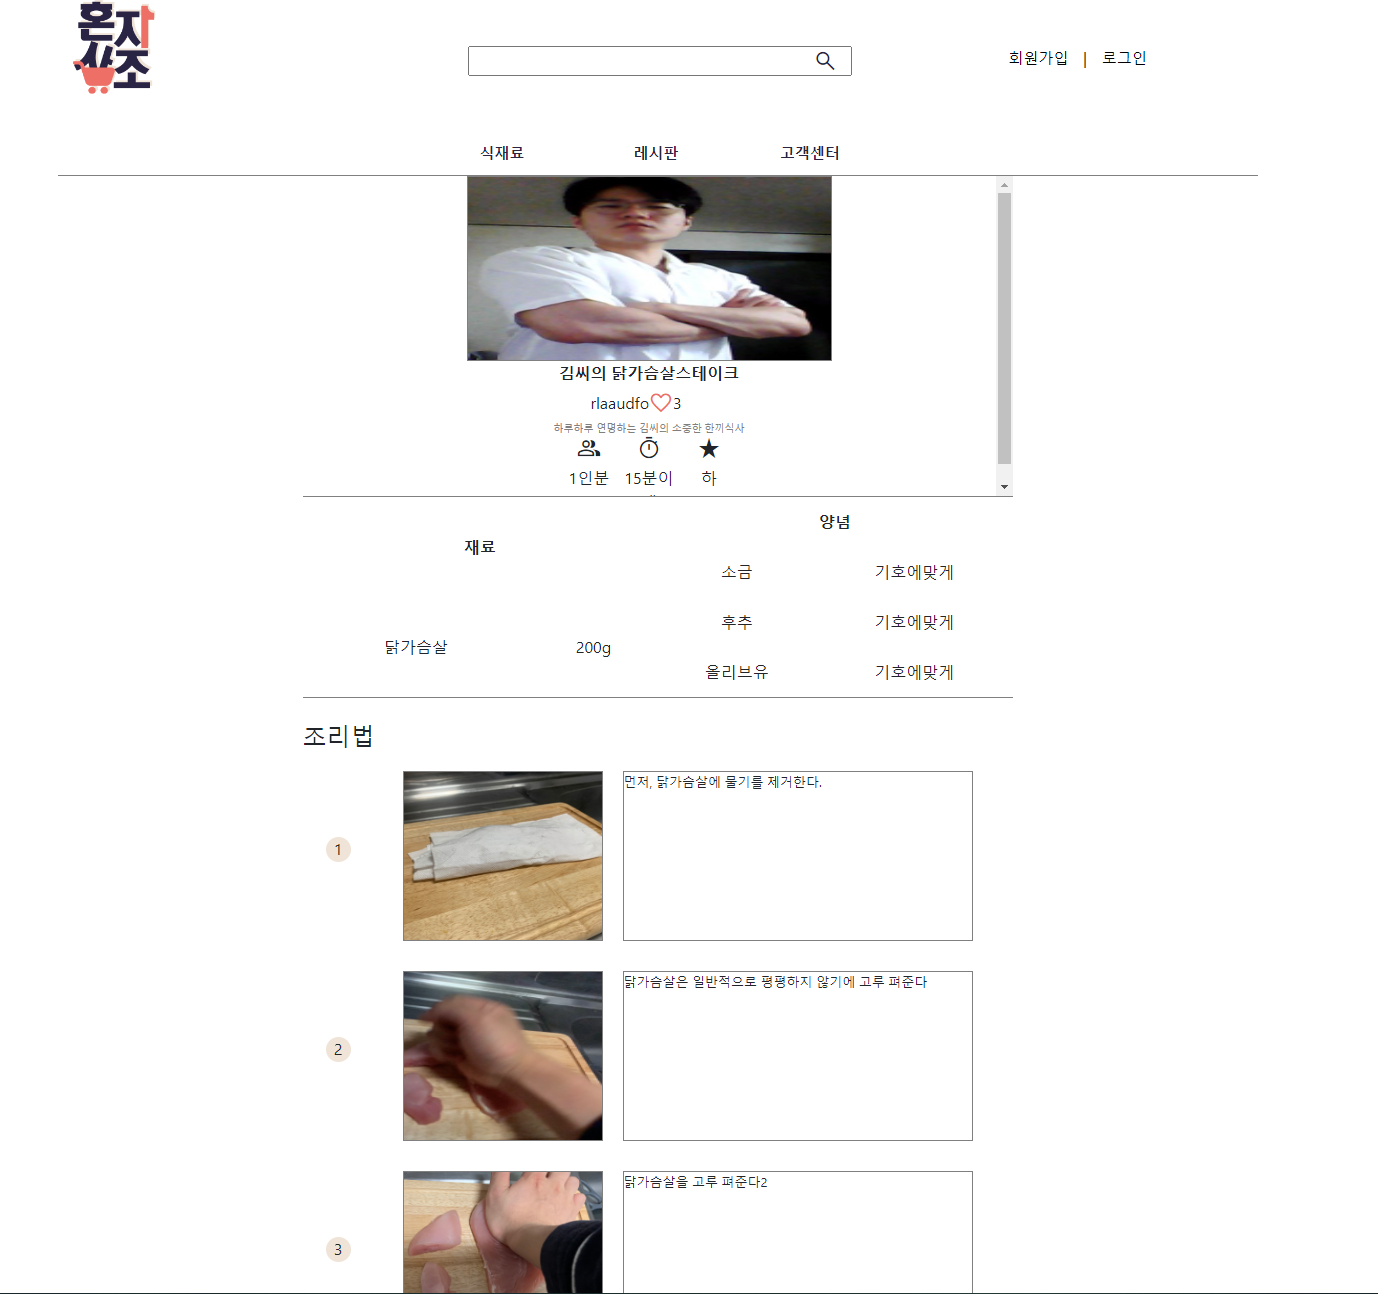 혼자
싸조
회원가입 | 로그인
식재료 레시판 고객센터
김씨의 닭가슴살스테이크
rlaaudfo 3
하루하루 연명하는 김씨의 소중한 한끼식사
1인분 15분이 하
재료
닭가슴살 200g
양념
소금 기호에맞게
후추 기호에맞게
올리브유 기호에맞게
조리법
1 먼저, 닭가슴살에 물기를 제거한다.
2 닭가슴살은 일반적으로 평평하지 않기에 고루 펴준다
3 닭가슴살을 고루 펴준다2